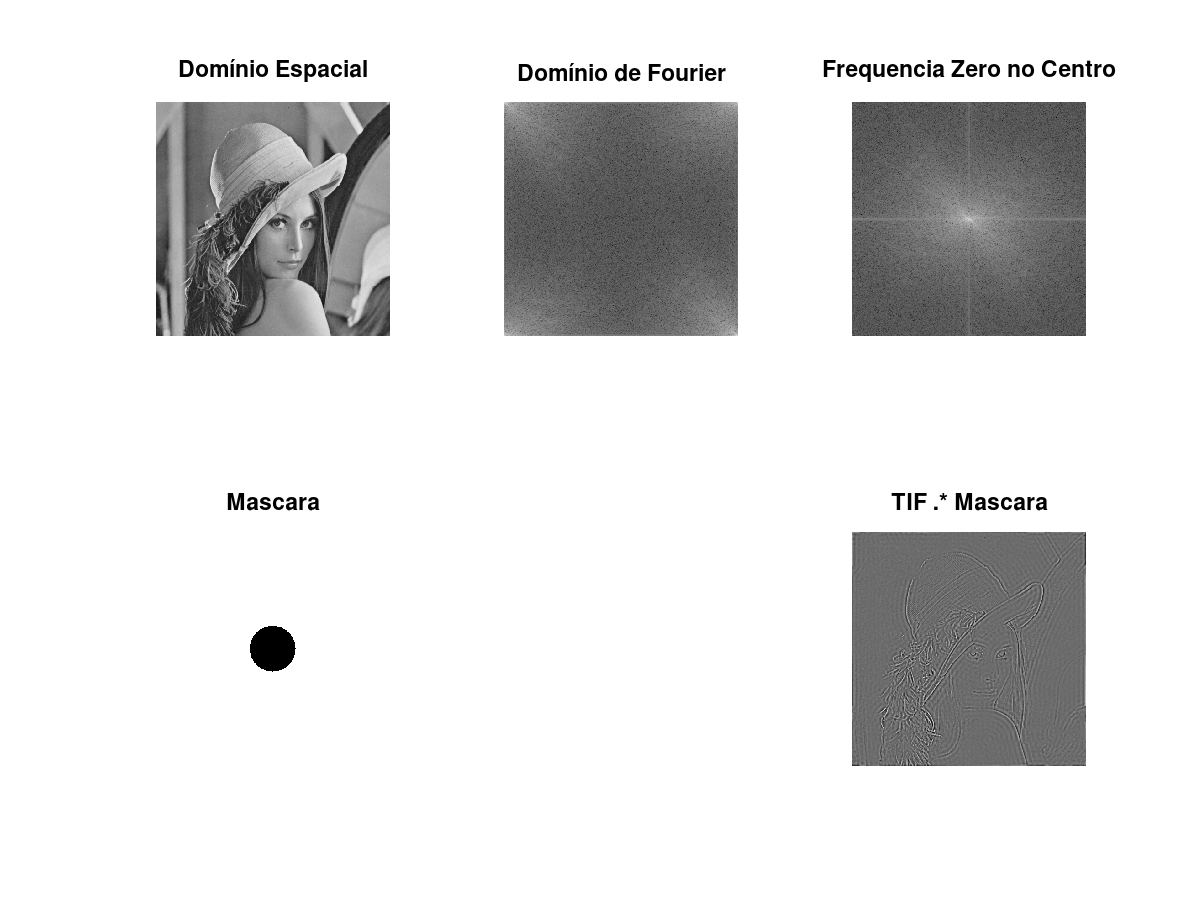 Domínio Espacial
Domínio de Fourier
Frequencia Zero no Centro
Mascara
TIF .* Mascara